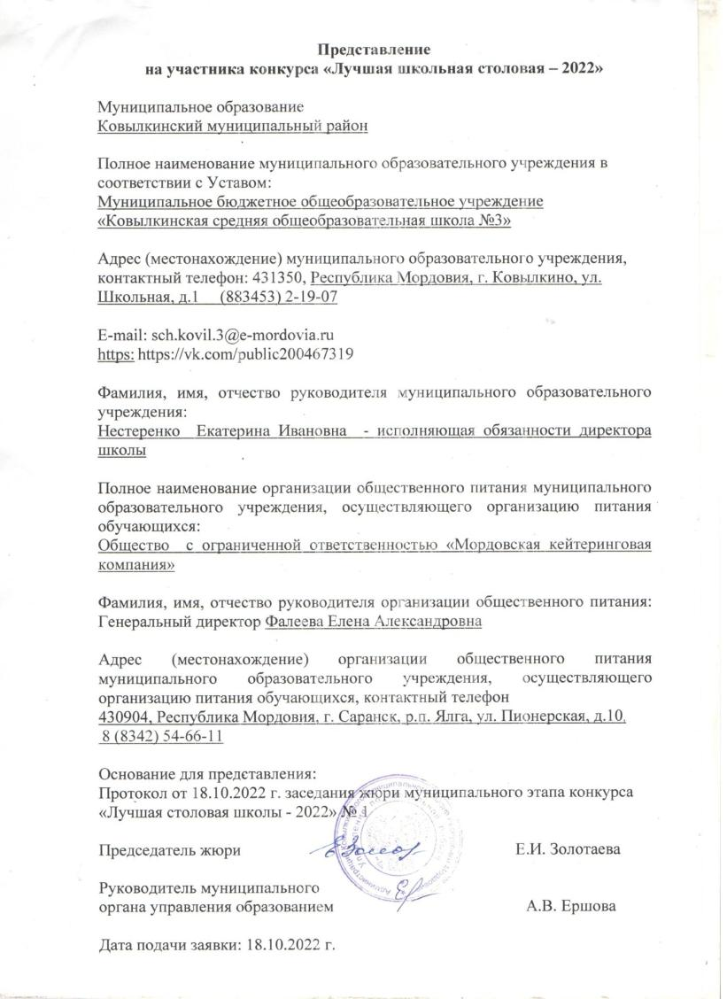 Представление
на участника конкурса «Лучшая школьная столовая – 2022»
Муниципальное образование
Ковылкинский муниципальный район
Полное наименование муниципального образовательного учреждения в
соответствии с Уставом:
Муниципальное бюджетное общеобразовательное учреждение
«Ковылкинская средняя общеобразовательная школа №3»
Адрес (местонахождение) муниципального образовательного учреждения,
контактный телефон: 431350, Республика Мордовия, г. Ковылкино, ул.
Школьная, д.1 (883453) 2-19-07
E-mail: sch.kovil.3@e-mordovia.ru
https: https://vk.com/public200467319
Фамилия, имя, отчество руководителя муниципального образовательного
учреждения:
Нестеренко Екатерина Ивановна - исполняющая обязанности директора
школы
Полное наименование организации общественного питания муниципального
образовательного учреждения, осуществляющего организацию питания
обучающихся:
Общество с ограниченной ответственностью «Мордовская кейтеринговая
компания»
Фамилия, имя, отчество руководителя организации общественного питания:
Генеральный директор Фалеева Елена Александровна
Адрес (местонахождение) организации общественного питания
муниципального образовательного учреждения, осуществляющего
организацию питания обучающихся, контактный телефон
430904, Республика Мордовия, г. Саранск, р.п. Ялга, ул. Пионерская, д.10,
8 (8342) 54-66-11
Основание для представления:
Протокол от 18.10.2022 г. заседания жюри муниципального этапа конкурса
«Лучшая столовая школы - 2022» № 1
Председатель жюри Е.И. Золотаева
Руководитель муниципального
органа управления образованием А.В. Ершова
Дата подачи заявки: 18.10.2022 г.